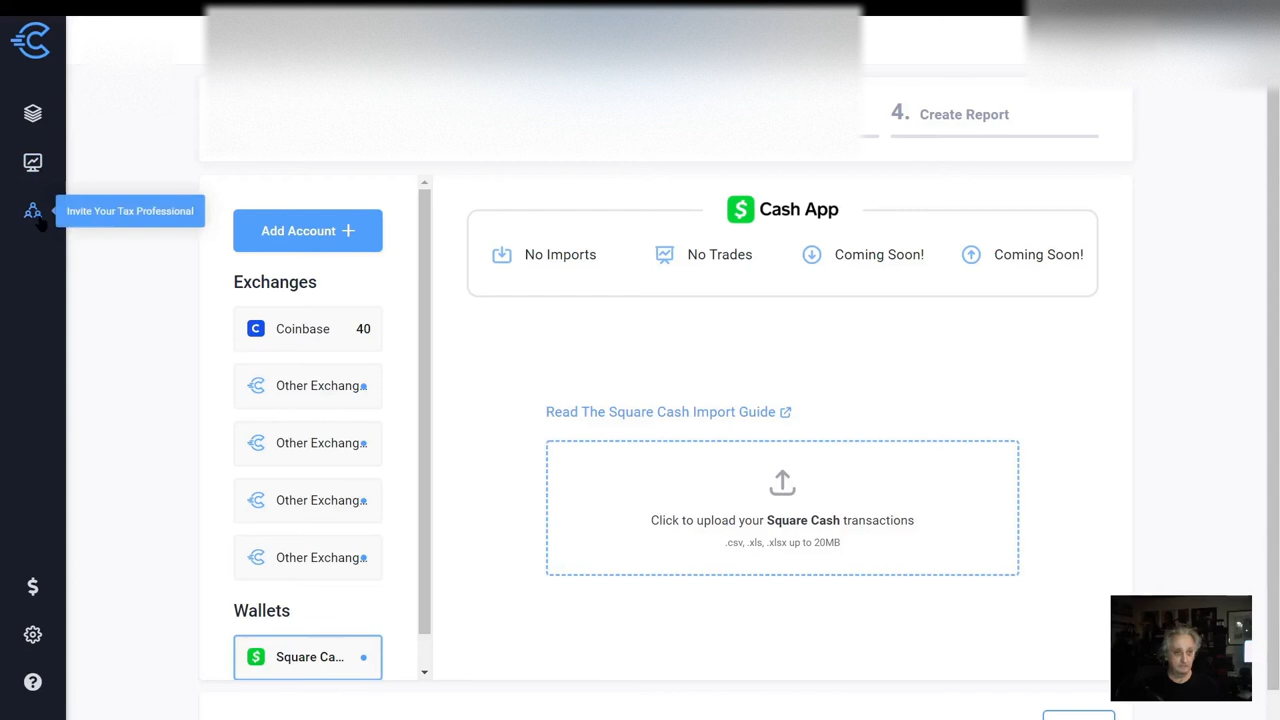 4. Create Report
Invite Your Tax Professional
Add Account +
Exchanges
Coinbase 40
Other Exchang...
Other Exchang...
Other Exchang...
Other Exchang...
Wallets
Square Ca...
Cash App
No Imports No Trades Coming Soon! Coming Soon!
Read The Square Cash Import Guide
Click to upload your Square Cash transactions
.csv, .xls, .xlsx up to 20MB